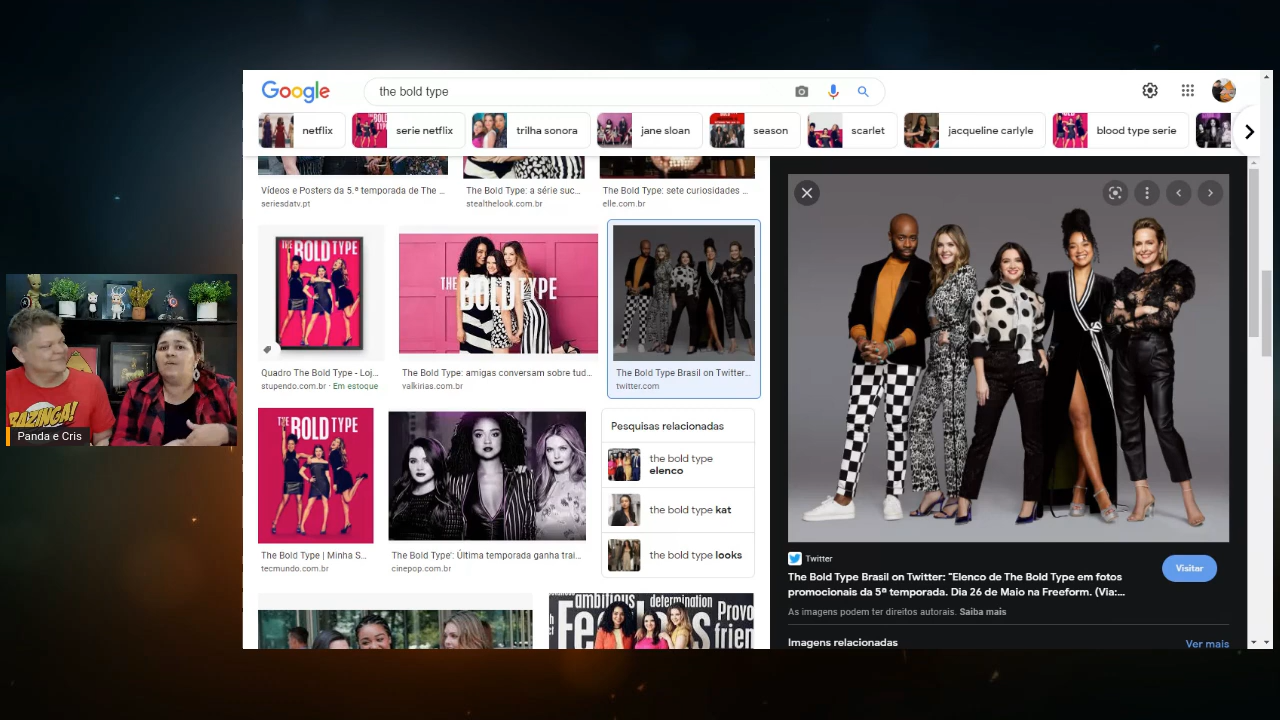 Google
the bold type
netflix
serie netflix
trilha sonora
jane sloan
season
scarlet
jacqueline carlyle
blood type serie
Vídeos e Posters da 5.ª temporada de The ...
seriesdatv.pt
The Bold Type: a série suc...
stealthelook.com.br
The Bold Type: sete curiosidades ...
elle.com.br
THE BOLD TYPE
THE BOLD TYPE
Quadro The Bold Type - Loj...
stupendo.com.br · Em estoque
The Bold Type: amigas conversam sobre tud...
valkirias.com.br
The Bold Type Brasil on Twitter...
twitter.com
BAZINGA!
Panda e Cris
THE BOLD TYPE
The Bold Type | Minha S...
tecmundo.com.br
The Bold Type': Última temporada ganha trai...
cinepop.com.br
Pesquisas relacionadas
the bold type
elenco
the bold type kat
the bold type looks
ambitious
determination
Provo
Fearless
frien
Twitter
The Bold Type Brasil on Twitter: "Elenco de The Bold Type em fotos
promocionais da 5ª temporada. Dia 26 de Maio na Freeform. (Via:...
Visitar
As imagens podem ter direitos autorais. Saiba mais
Imagens relacionadas
Ver mais